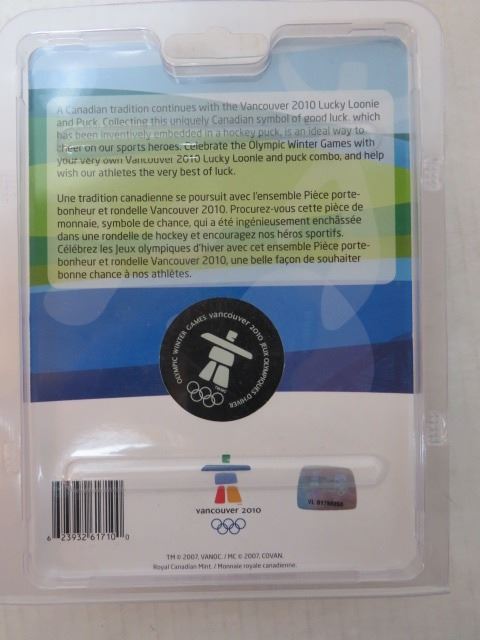 A Canadian tradition continues with the Vancouver 2010 Lucky Loonie
and Puck. Collecting this uniquely Canadian symbol of good luck, which
has been inventively embedded in a hockey puck, is an ideal way to
cheer on our sports heroes. Celebrate the Olympic Winter Games with
your very own Vancouver 2010 Lucky Loonie and puck combo, and help
wish our athletes the very best of luck.
Une tradition canadienne se poursuit avec l'ensemble Pièce porte-
bonheur et rondelle Vancouver 2010. Procurez-vous cette pièce de
monnaie, symbole de chance, qui a été ingénieusement enchâssée
dans une rondelle de hockey et encouragez nos héros sportifs.
Célébrez les Jeux olympiques d'hiver avec cet ensemble Pièce porte-
bonheur et rondelle Vancouver 2010, une belle façon de souhaiter
bonne chance à nos athlètes.
OLYMPIC WINTER GAMES vancouver 2010 JEUX OLYMPIQUES D'HIVER
vancouver 2010
6 23932 61710 0
TM © 2007, VANOC. / MC © 2007, COVAN.
Royal Canadian Mint. / Monnaie royale canadienne.